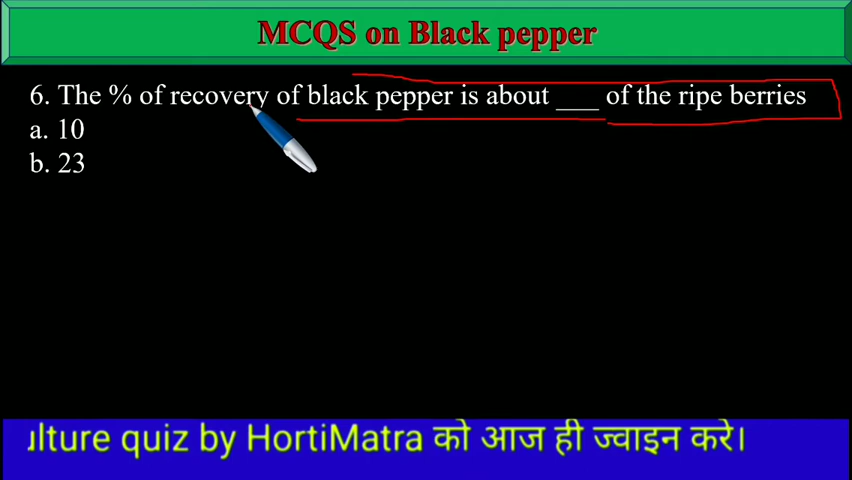 MCQS on Black pepper
6. The % of recovery of black pepper is about ___ of the ripe berries
a. 10
b. 23
ulture quiz by HortiMatra को आज ही ज्वाइन करे।